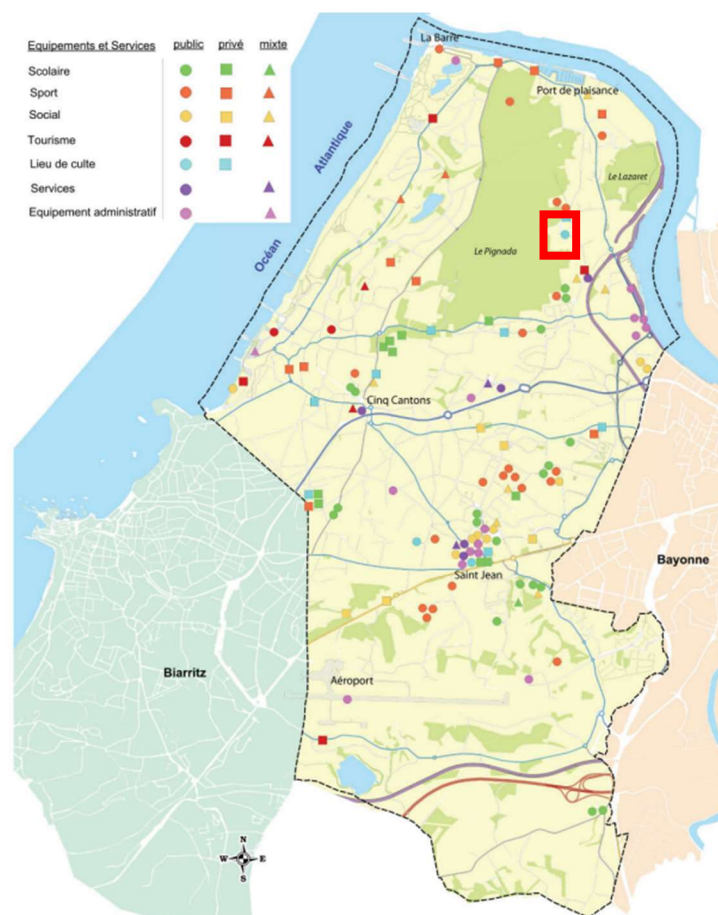 Equipements et Services public privé mixte
Scolaire
Sport
Social
Tourisme
Lieu de culte
Services
Equipement administratif
La Barre
Port de plaisance
Atlantique
Le Lazaret
Océan
Le Pignada
Cinq Cantons
Bayonne
Saint Jean
Biarritz
Aéroport
N
W E
S